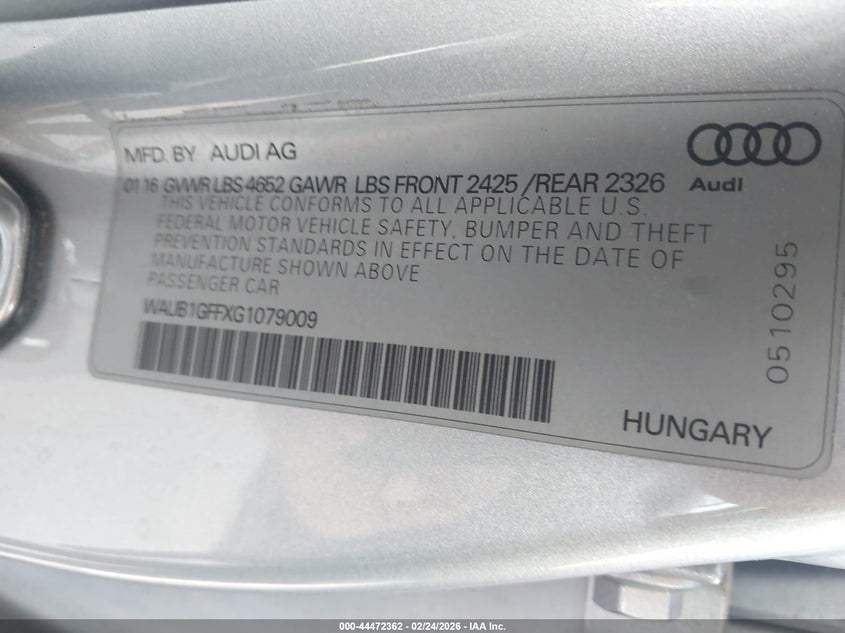 MFD. BY AUDI AG
Audi
01 16 GVWR LBS 4652 GAWR LBS FRONT 2425 /REAR 2326
THIS VEHICLE CONFORMS TO ALL APPLICABLE U.S.
FEDERAL MOTOR VEHICLE SAFETY, BUMPER AND THEFT
PREVENTION STANDARDS IN EFFECT ON THE DATE OF
MANUFACTURE SHOWN ABOVE
PASSENGER CAR
WAUB1GFFXG1079009
0510295
HUNGARY
000-44472362 - 02/24/2026 - IAA Inc.